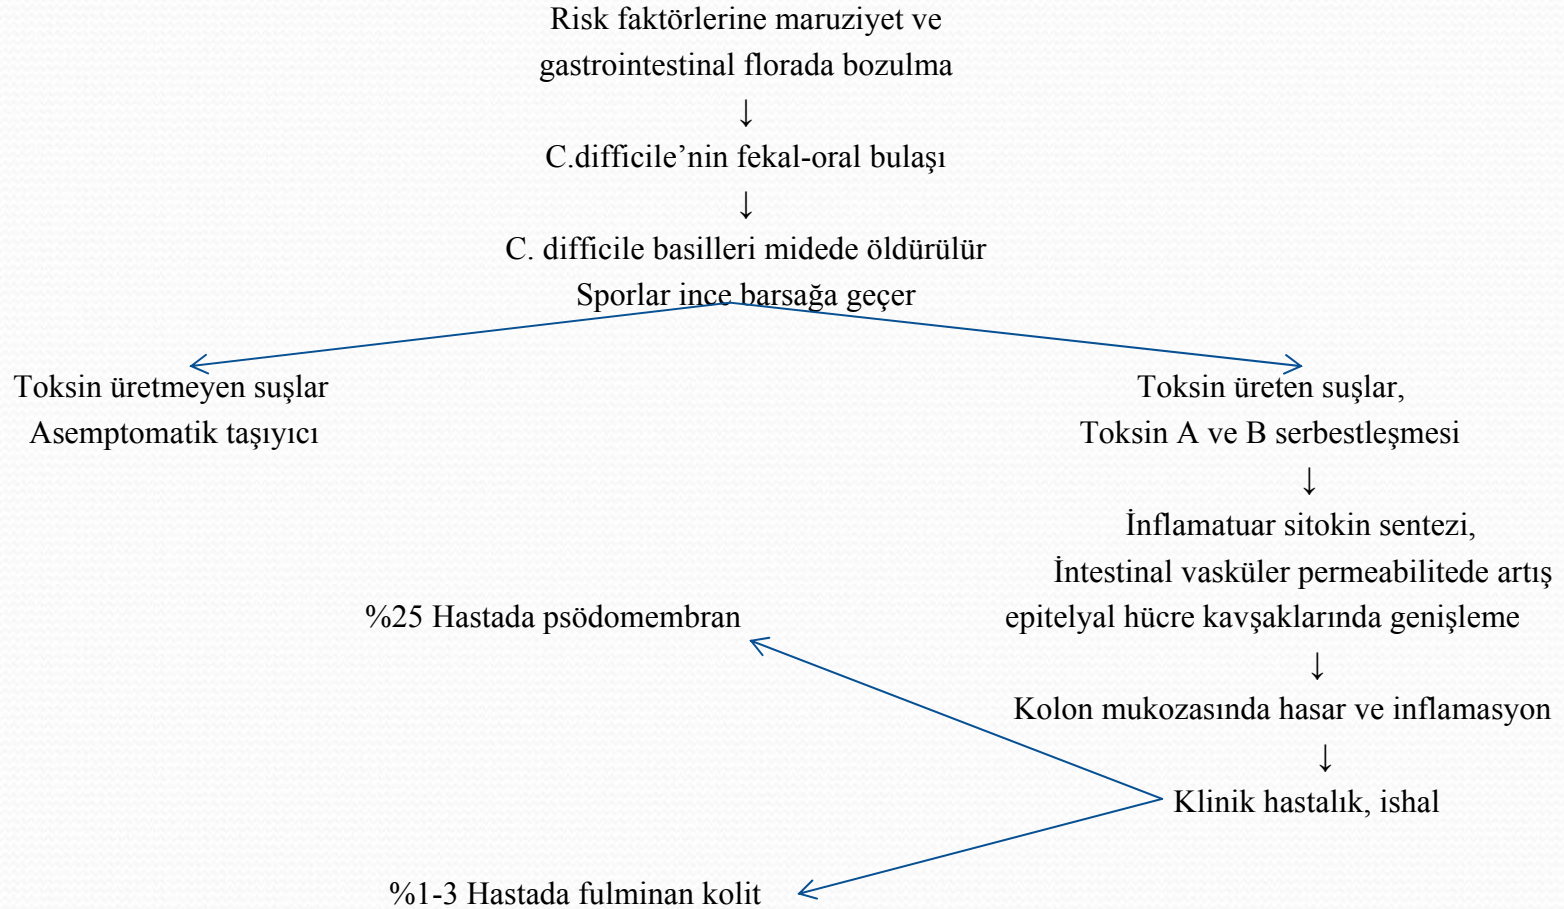 Risk faktörlerine maruziyet ve
gastrointestinal florada bozulma
↓
C.difficile’nin fekal-oral bulaşı
↓
C. difficile basilleri midede öldürülür
Sporlar ince barsağa geçer
Toksin üretmeyen suşlar
Asemptomatik taşıyıcı
Toksin üreten suşlar,
Toksin A ve B serbestleşmesi
↓
İnflamatuar sitokin sentezi,
İntestinal vasküler permeabilitede artış
epitelyal hücre kavşaklarında genişleme
↓
Kolon mukozasında hasar ve inflamasyon
↓
Klinik hastalık, ishal
%25 Hastada psödomembran
%1-3 Hastada fulminan kolit